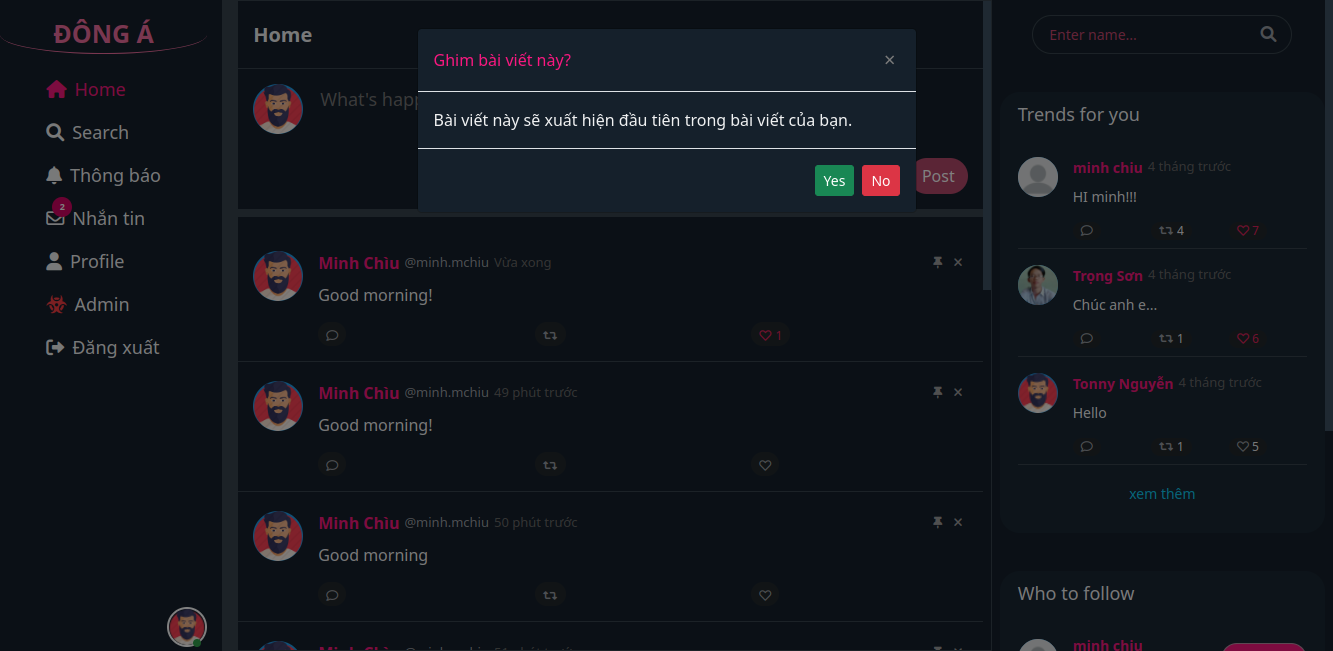 ĐÔNG Á
Home
Search
Thông báo
2
Nhắn tin
Profile
Admin
Đăng xuất
Home
What's hap
Post
Ghim bài viết này?
×
Bài viết này sẽ xuất hiện đầu tiên trong bài viết của bạn.
Yes
No
Minh Chìu @minh.mchiu Vừa xong
Good morning!
1
Minh Chìu @minh.mchiu 49 phút trước
Good morning!
Minh Chìu @minh.mchiu 50 phút trước
Good morning
Enter name...
Trends for you
minh chiu 4 tháng trước
HI minh!!!
4 7
Trọng Sơn 4 tháng trước
Chúc anh e...
1 6
Tonny Nguyễn 4 tháng trước
Hello
1 5
xem thêm
Who to follow
minh chiu